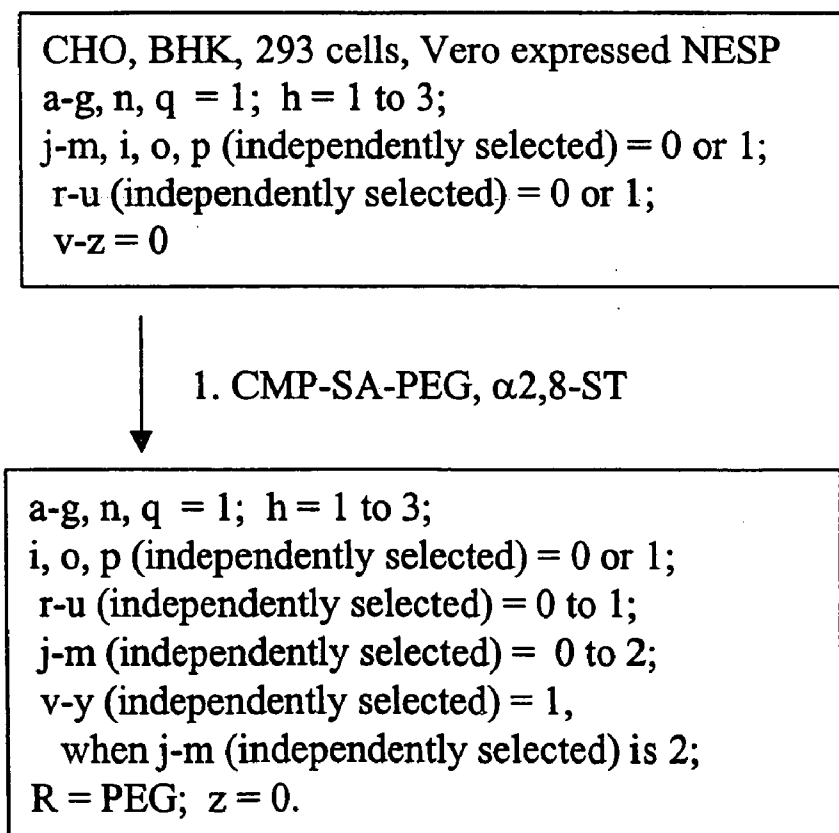 CHO, BHK, 293 cells, Vero expressed NESP
a-g, n, q = 1; h = 1 to 3;
j-m, i, o, p (independently selected) = 0 or 1;
r-u (independently selected) = 0 or 1;
v-z = 0
1. CMP-SA-PEG, α2,8-ST
a-g, n, q = 1; h = 1 to 3;
i, o, p (independently selected) = 0 or 1;
r-u (independently selected) = 0 to 1;
j-m (independently selected) = 0 to 2;
v-y (independently selected) = 1,
when j-m (independently selected) is 2;
R = PEG; z = 0.